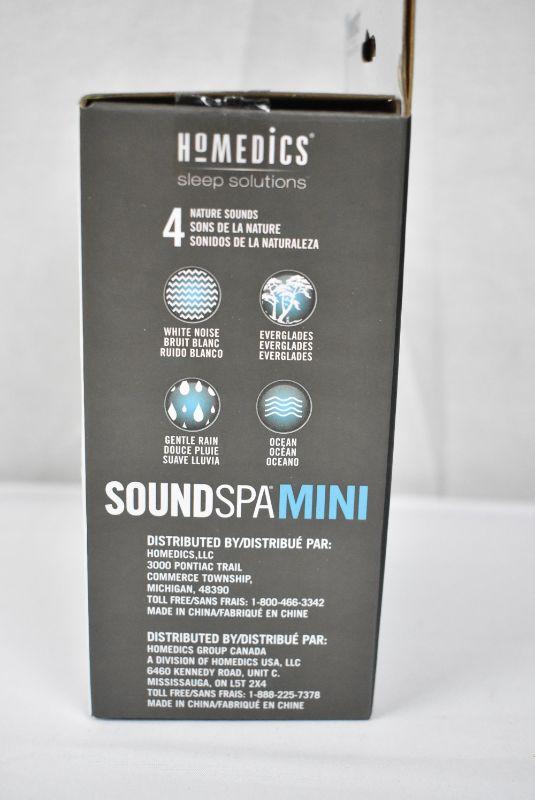 HoMEDiCS®
sleep solutions™
4 NATURE SOUNDS
SONS DE LA NATURE
SONIDOS DE LA NATURALEZA
WHITE NOISE
BRUIT BLANC
RUIDO BLANCO
EVERGLADES
EVERGLADES
EVERGLADES
GENTLE RAIN
DOUCE PLUIE
SUAVE LLUVIA
OCEAN
OCÉAN
OCEANO
SOUNDSPA® MINI
DISTRIBUTED BY/DISTRIBUÉ PAR:
HOMEDICS,LLC
3000 PONTIAC TRAIL
COMMERCE TOWNSHIP,
MICHIGAN, 48390
TOLL FREE/SANS FRAIS: 1-800-466-3342
MADE IN CHINA/FABRIQUÉ EN CHINE
DISTRIBUTED BY/DISTRIBUÉ PAR:
HOMEDICS GROUP CANADA
A DIVISION OF HOMEDICS USA, LLC
6460 KENNEDY ROAD, UNIT C.
MISSISSAUGA, ON L5T 2X4
TOLL FREE/SANS FRAIS: 1-888-225-7378
MADE IN CHINA/FABRIQUÉ EN CHINE